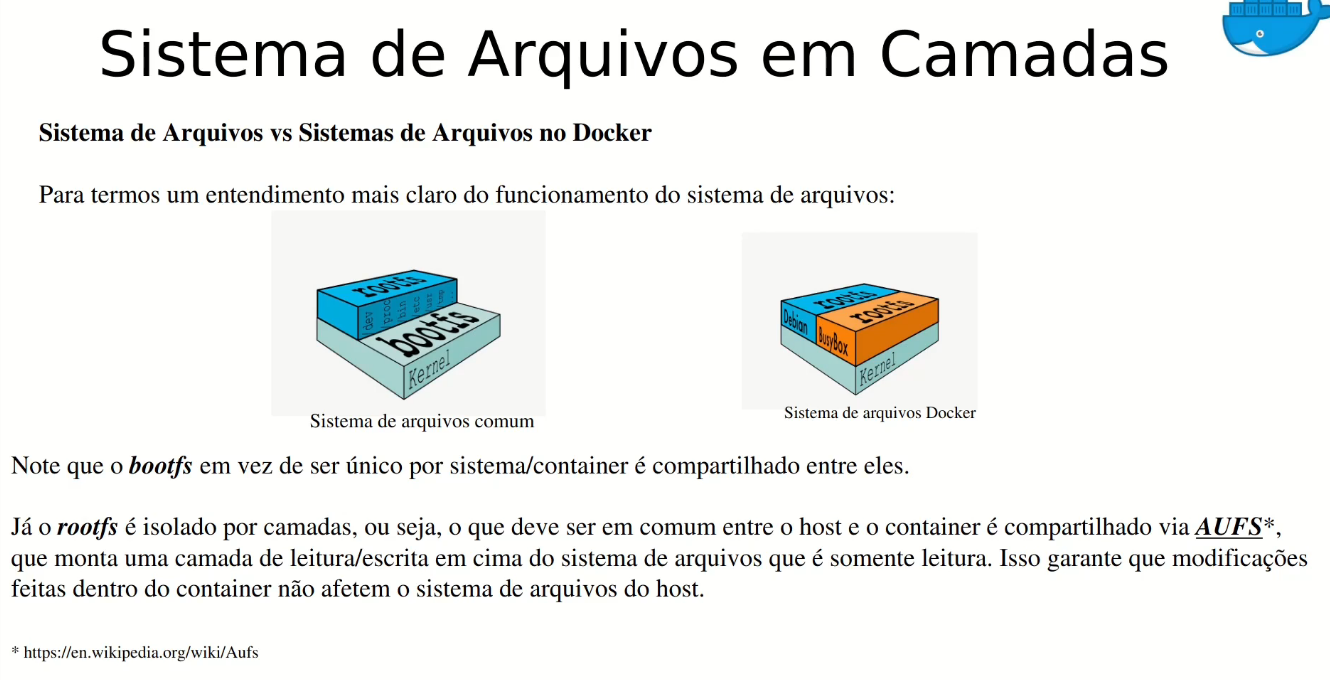 Sistema de Arquivos em Camadas
Sistema de Arquivos vs Sistemas de Arquivos no Docker
Para termos um entendimento mais claro do funcionamento do sistema de arquivos:
rootfs
/dev
/proc
/bin
/etc
/usr
/tmp
bootfs
Kernel
Sistema de arquivos comum
rootfs
rootfs
Debian
BusyBox
Kernel
Sistema de arquivos Docker
Note que o bootfs em vez de ser único por sistema/container é compartilhado entre eles.
Já o rootfs é isolado por camadas, ou seja, o que deve ser em comum entre o host e o container é compartilhado via AUFS*,
que monta uma camada de leitura/escrita em cima do sistema de arquivos que é somente leitura. Isso garante que modificações
feitas dentro do container não afetem o sistema de arquivos do host.
* https://en.wikipedia.org/wiki/Aufs